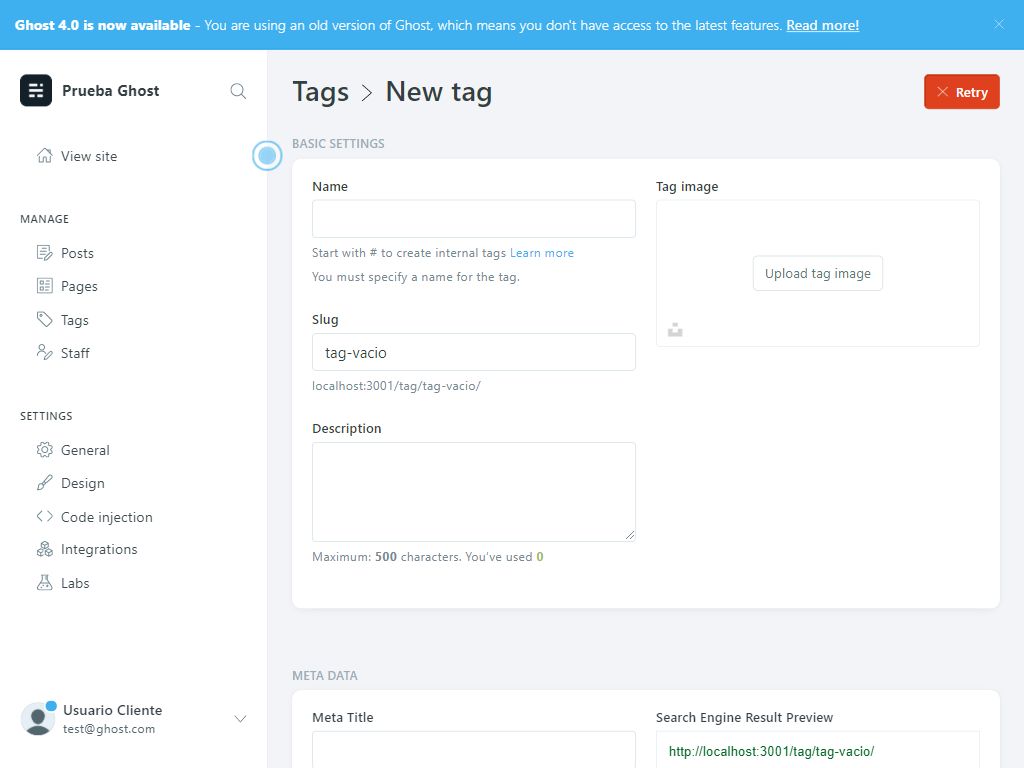 Ghost 4.0 is now available - You are using an old version of Ghost, which means you don't have access to the latest features. Read more!
Prueba Ghost
View site
MANAGE
Posts
Pages
Tags
Staff
SETTINGS
General
Design
Code injection
Integrations
Labs
Usuario Cliente
test@ghost.com
Tags > New tag
Retry
BASIC SETTINGS
Name
Start with # to create internal tags Learn more
You must specify a name for the tag.
Slug
tag-vacio
localhost:3001/tag/tag-vacio/
Description
Maximum: 500 characters. You've used 0
Tag image
Upload tag image
META DATA
Meta Title
Search Engine Result Preview
http://localhost:3001/tag/tag-vacio/